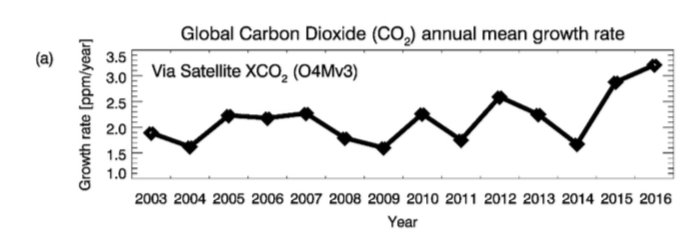 Global Carbon Dioxide (CO₂) annual mean growth rate
(a)
Growth rate [ppm/year]
Via Satellite XCO₂ (O4Mv3)
3.5
3.0
2.5
2.0
1.5
1.0
2003 2004 2005 2006 2007 2008 2009 2010 2011 2012 2013 2014 2015 2016
Year